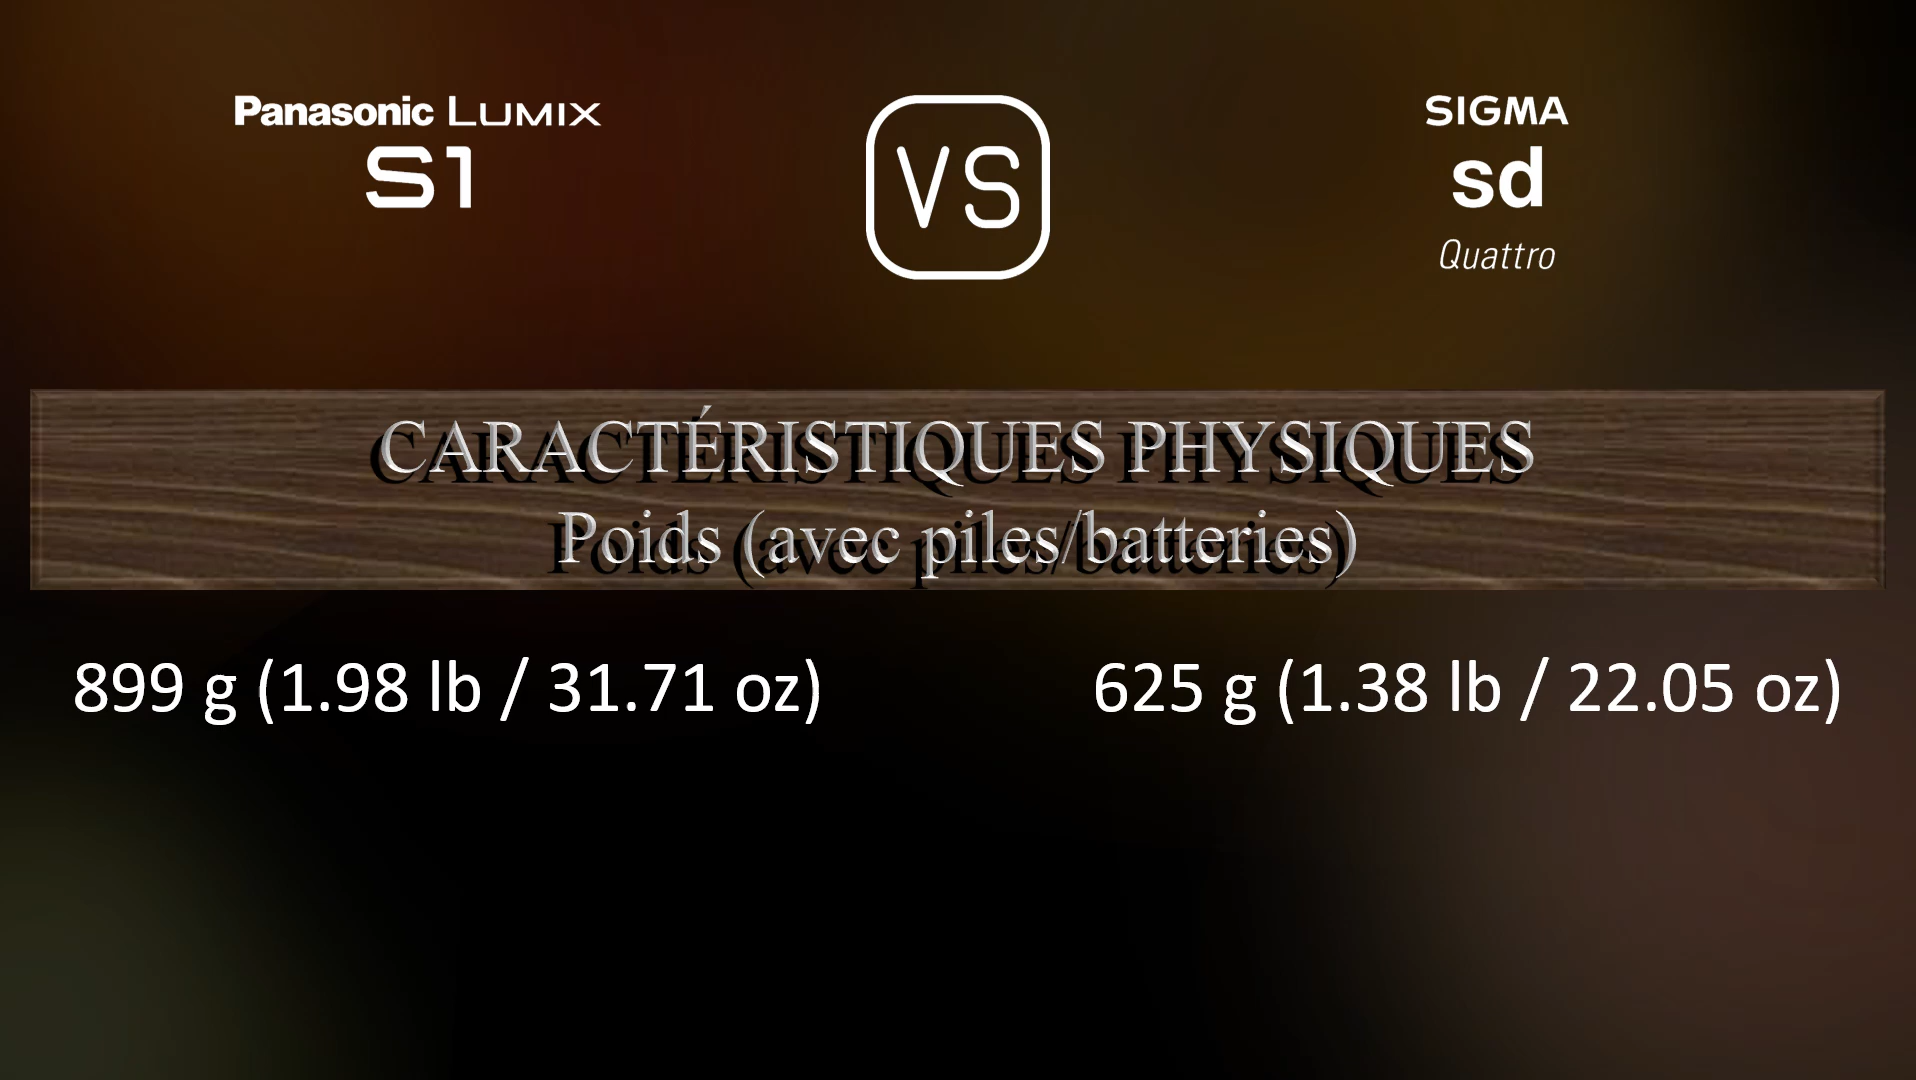 Panasonic LUMIX
S1
VS
SIGMA
sd
Quattro
CARACTÉRISTIQUES PHYSIQUES
Poids (avec piles/batteries)
899 g (1.98 lb / 31.71 oz)
625 g (1.38 lb / 22.05 oz)